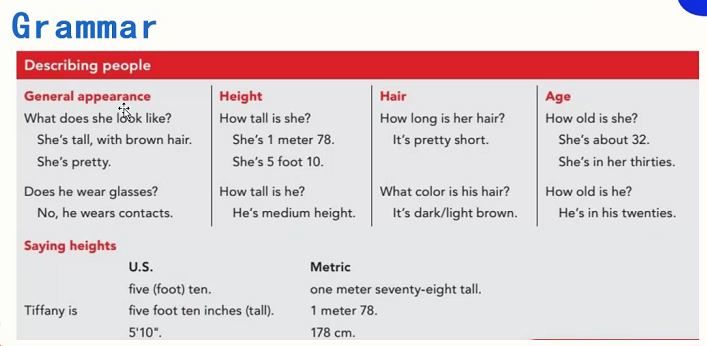 Grammar
Describing people
General appearance
What does she look like?
She's tall, with brown hair.
She's pretty.
Does he wear glasses?
No, he wears contacts.
Height
How tall is she?
She's 1 meter 78.
She's 5 foot 10.
How tall is he?
He's medium height.
Hair
How long is her hair?
It's pretty short.
What color is his hair?
It's dark/light brown.
Age
How old is she?
She's about 32.
She's in her thirties.
How old is he?
He's in his twenties.
Saying heights
U.S. Metric
five (foot) ten. one meter seventy-eight tall.
Tiffany is five foot ten inches (tall). 1 meter 78.
5'10". 178 cm.